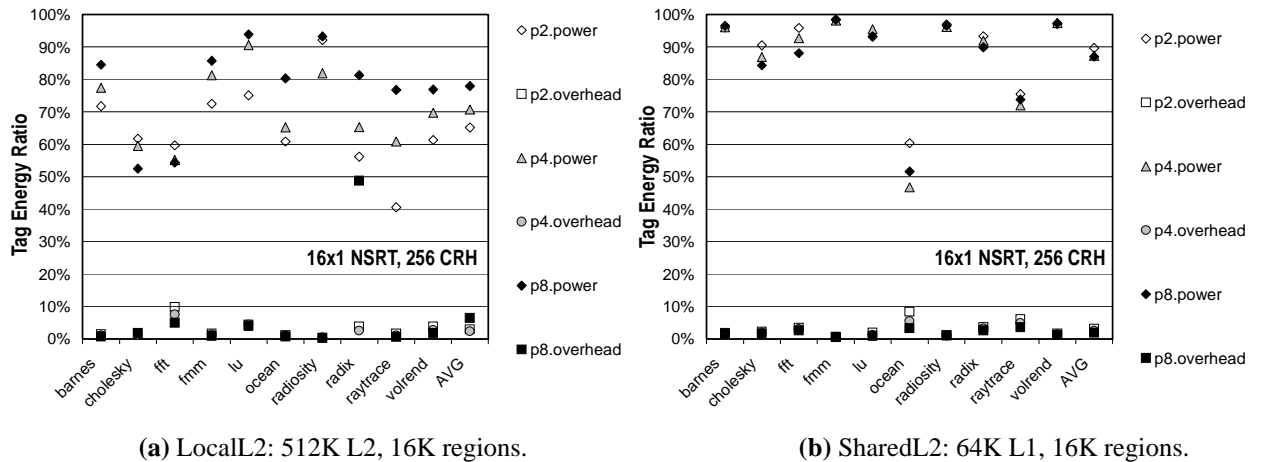 Tag Energy Ratio
100%
90%
80%
70%
60%
50%
40%
30%
20%
10%
0%
16x1 NSRT, 256 CRH
barnes
cholesky
fft
fmm
lu
ocean
radiosity
radix
raytrace
volrend
AVG
p2.power
p2.overhead
p4.power
p4.overhead
p8.power
p8.overhead
(a) LocalL2: 512K L2, 16K regions.
Tag Energy Ratio
100%
90%
80%
70%
60%
50%
40%
30%
20%
10%
0%
16x1 NSRT, 256 CRH
barnes
cholesky
fft
fmm
lu
ocean
radiosity
radix
raytrace
volrend
AVG
p2.power
p2.overhead
p4.power
p4.overhead
p8.power
p8.overhead
(b) SharedL2: 64K L1, 16K regions.